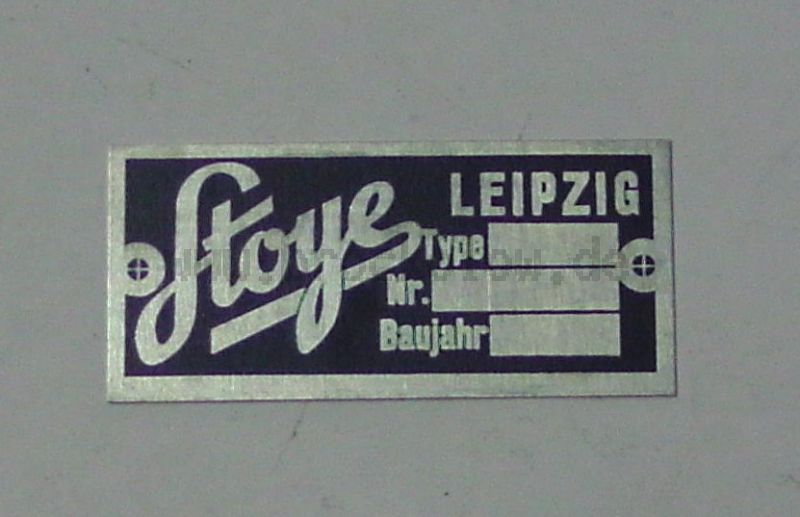 Stoye
LEIPZIG
Type
Nr.
Baujahr